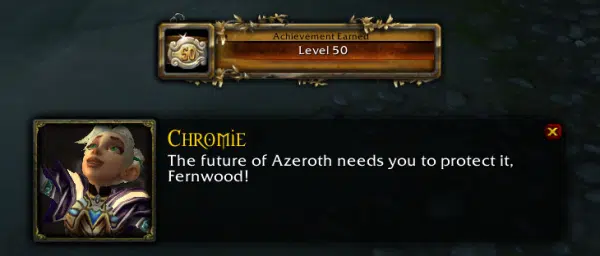 Achievement Earned
50
Level 50
Chromie
The future of Azeroth needs you to protect it,
Fernwood!